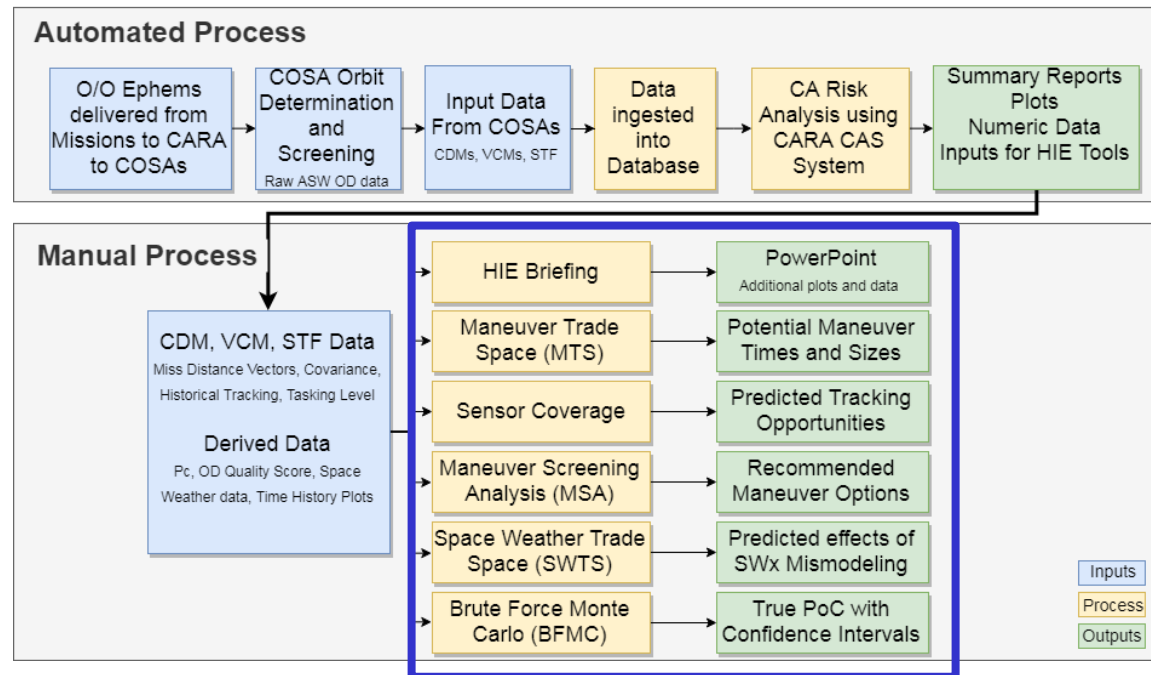 Automated Process
O/O Ephems
delivered from
Missions to CARA
to COSAs
COSA Orbit
Determination
and
Screening
Raw ASW OD data
Input Data
From COSAs
CDMs, VCMs, STF
Data
ingested
into
Database
CA Risk
Analysis using
CARA CAS
System
Summary Reports
Plots
Numeric Data
Inputs for HIE Tools
Manual Process
CDM, VCM, STF Data
Miss Distance Vectors, Covariance,
Historical Tracking, Tasking Level
Derived Data
Pc, OD Quality Score, Space
Weather data, Time History Plots
HIE Briefing
PowerPoint
Additional plots and data
Maneuver Trade
Space (MTS)
Potential Maneuver
Times and Sizes
Sensor Coverage
Predicted Tracking
Opportunities
Maneuver Screening
Analysis (MSA)
Recommended
Maneuver Options
Space Weather Trade
Space (SWTS)
Predicted effects of
SWx Mismodeling
Brute Force Monte
Carlo (BFMC)
True PoC with
Confidence Intervals
Inputs
Process
Outputs